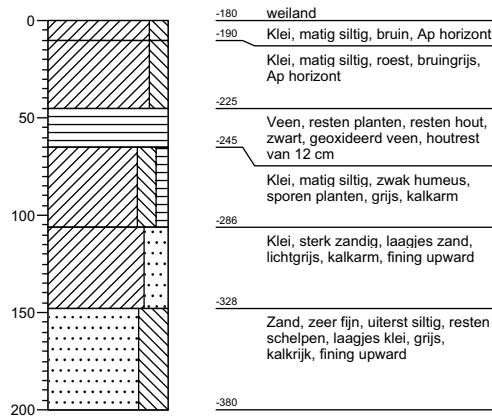 0
50
100
150
200
-180 weiland
Klei, matig siltig, bruin, Ap horizont
-190
Klei, matig siltig, roest, bruingrijs,
Ap horizont
-225
Veen, resten planten, resten hout,
zwart, geoxideerd veen, houtrest
van 12 cm
-245
Klei, matig siltig, zwak humeus,
sporen planten, grijs, kalkarm
-286
Klei, sterk zandig, laagjes zand,
lichtgrijs, kalkarm, fining upward
-328
Zand, zeer fijn, uiterst siltig, resten
schelpen, laagjes klei, grijs,
kalkrijk, fining upward
-380